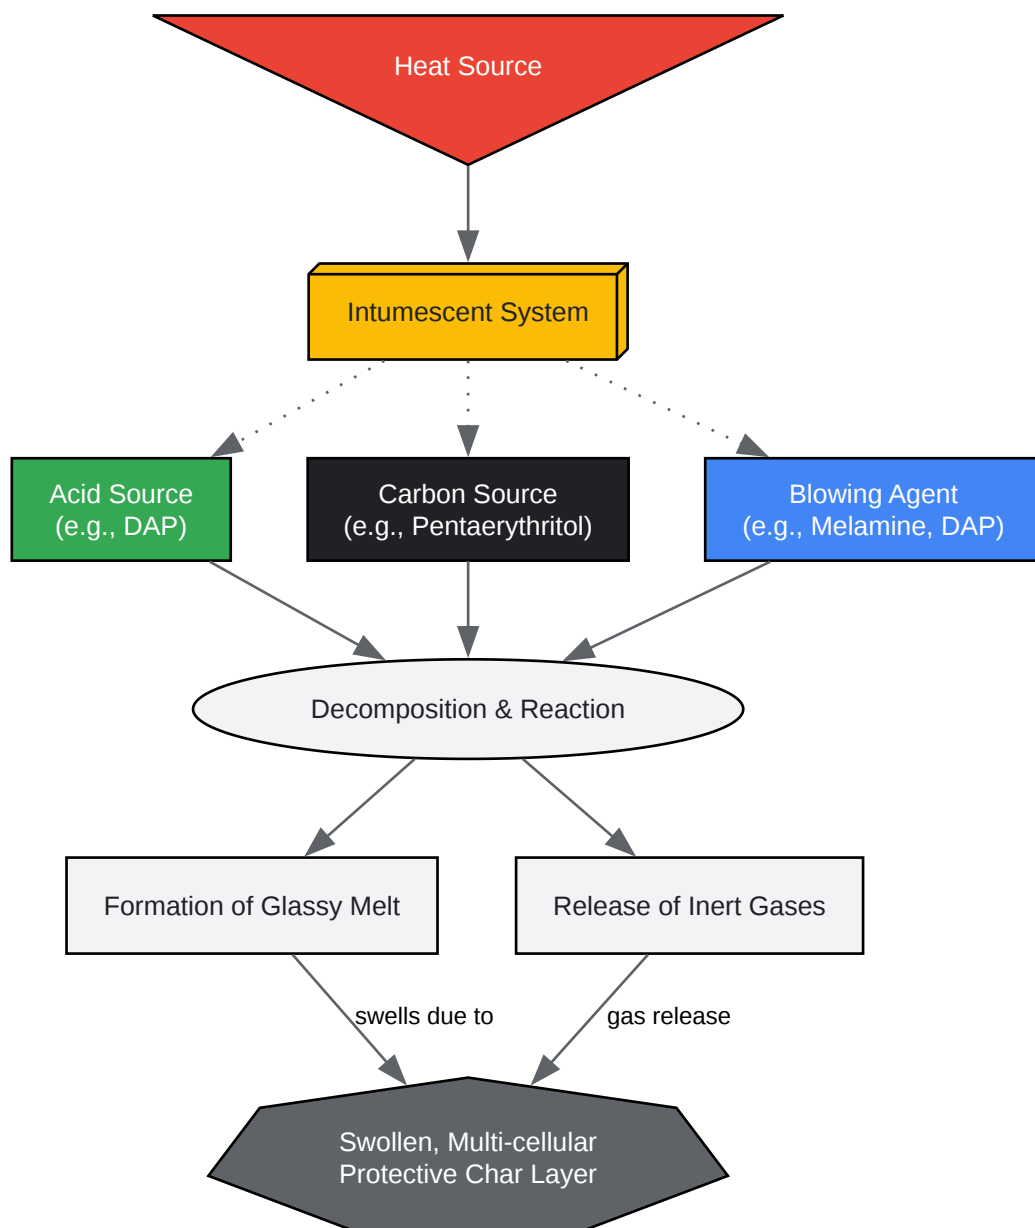 Heat Source
Intumescent System
Acid Source
(e.g., DAP)
Carbon Source
(e.g., Pentaerythritol)
Blowing Agent
(e.g., Melamine, DAP)
Decomposition & Reaction
Formation of Glassy Melt
Release of Inert Gases
swells due to
gas release
Swollen, Multi-cellular
Protective Char Layer